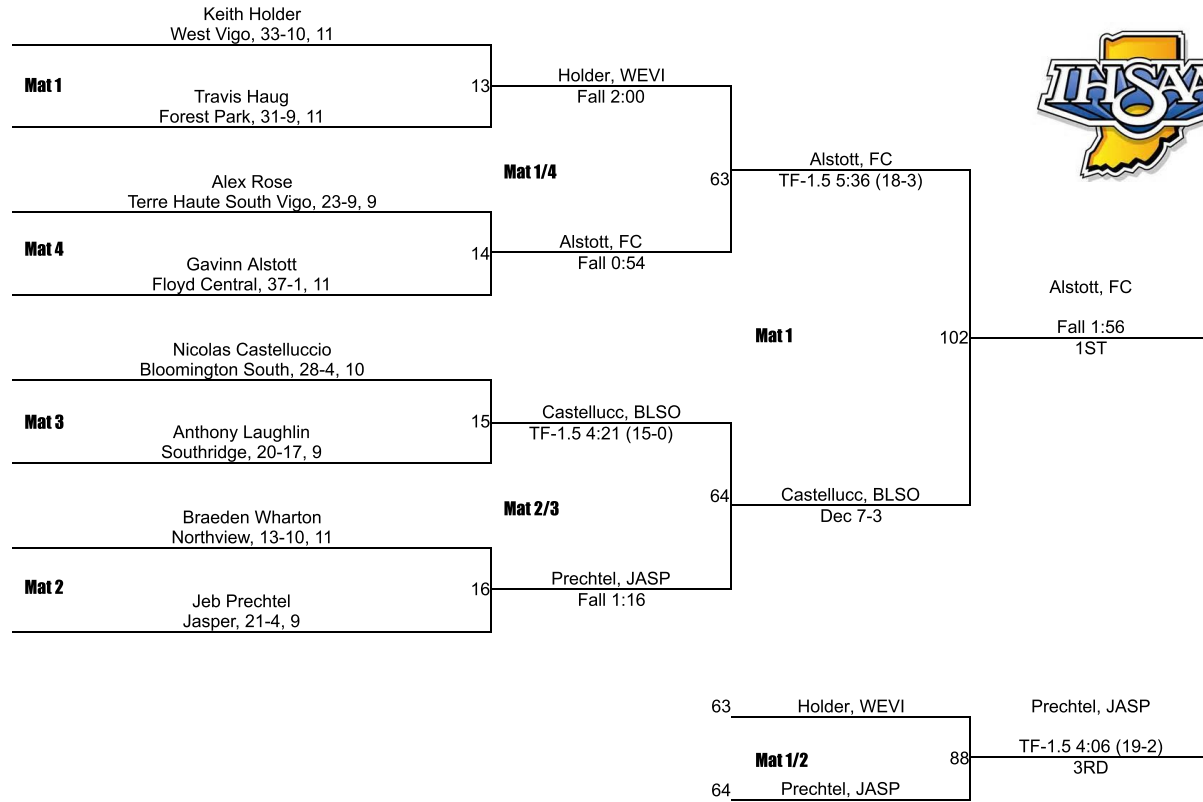 Keith Holder
West Vigo, 33-10, 11
Mat 1
Travis Haug
Forest Park, 31-9, 11
13
Holder, WEVI
Fall 2:00
Alex Rose
Terre Haute South Vigo, 23-9, 9
Mat 4
Gavinn Alstott
Floyd Central, 37-1, 11
14
Alstott, FC
Fall 0:54
Mat 1/4
63
Alstott, FC
TF-1.5 5:36 (18-3)
Nicolas Castelluccio
Bloomington South, 28-4, 10
Mat 3
Anthony Laughlin
Southridge, 20-17, 9
15
Castellucc, BLSO
TF-1.5 4:21 (15-0)
Braeden Wharton
Northview, 13-10, 11
Mat 2
Jeb Prechtel
Jasper, 21-4, 9
16
Prechtel, JASP
Fall 1:16
Mat 2/3
64
Castellucc, BLSO
Dec 7-3
Mat 1
102
Alstott, FC
Fall 1:56
1ST
IHSAA
63
Holder, WEVI
Mat 1/2
64
Prechtel, JASP
88
Prechtel, JASP
TF-1.5 4:06 (19-2)
3RD